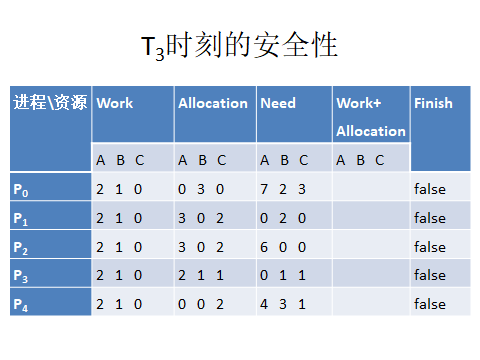 T3时刻的安全性
进程\资源 Work Allocation Need Work+ Allocation Finish
A B C A B C A B C A B C
P0 2 1 0 0 3 0 7 2 3 false
P1 2 1 0 3 0 2 0 2 0 false
P2 2 1 0 3 0 2 6 0 0 false
P3 2 1 0 2 1 1 0 1 1 false
P4 2 1 0 0 0 2 4 3 1 false